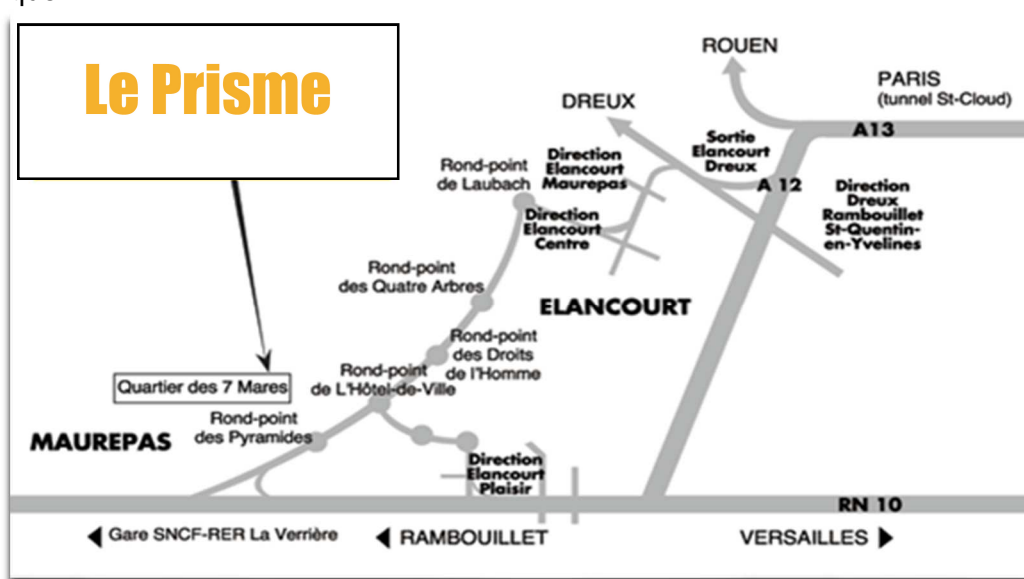 Le Prisme
ROUEN
PARIS
(tunnel St-Cloud)
DREUX
A13
Sortie
Elancourt
Dreux
Direction
Elancourt
Maurepas
Rond-point
de Laubach
A 12
Direction
Dreux
Rambouillet
St-Quentin-
en-Yvelines
Direction
Elancourt
Centre
Rond-point
des Quatre Arbres
ELANCOURT
Rond-point
des Droits
de l'Homme
Rond-point
de L'Hôtel-de-Ville
Quartier des 7 Mares
Rond-point
des Pyramides
MAUREPAS
Direction
Elancourt
Plaisir
RN 10
Gare SNCF-RER La Verrière
RAMBOUILLET
VERSAILLES